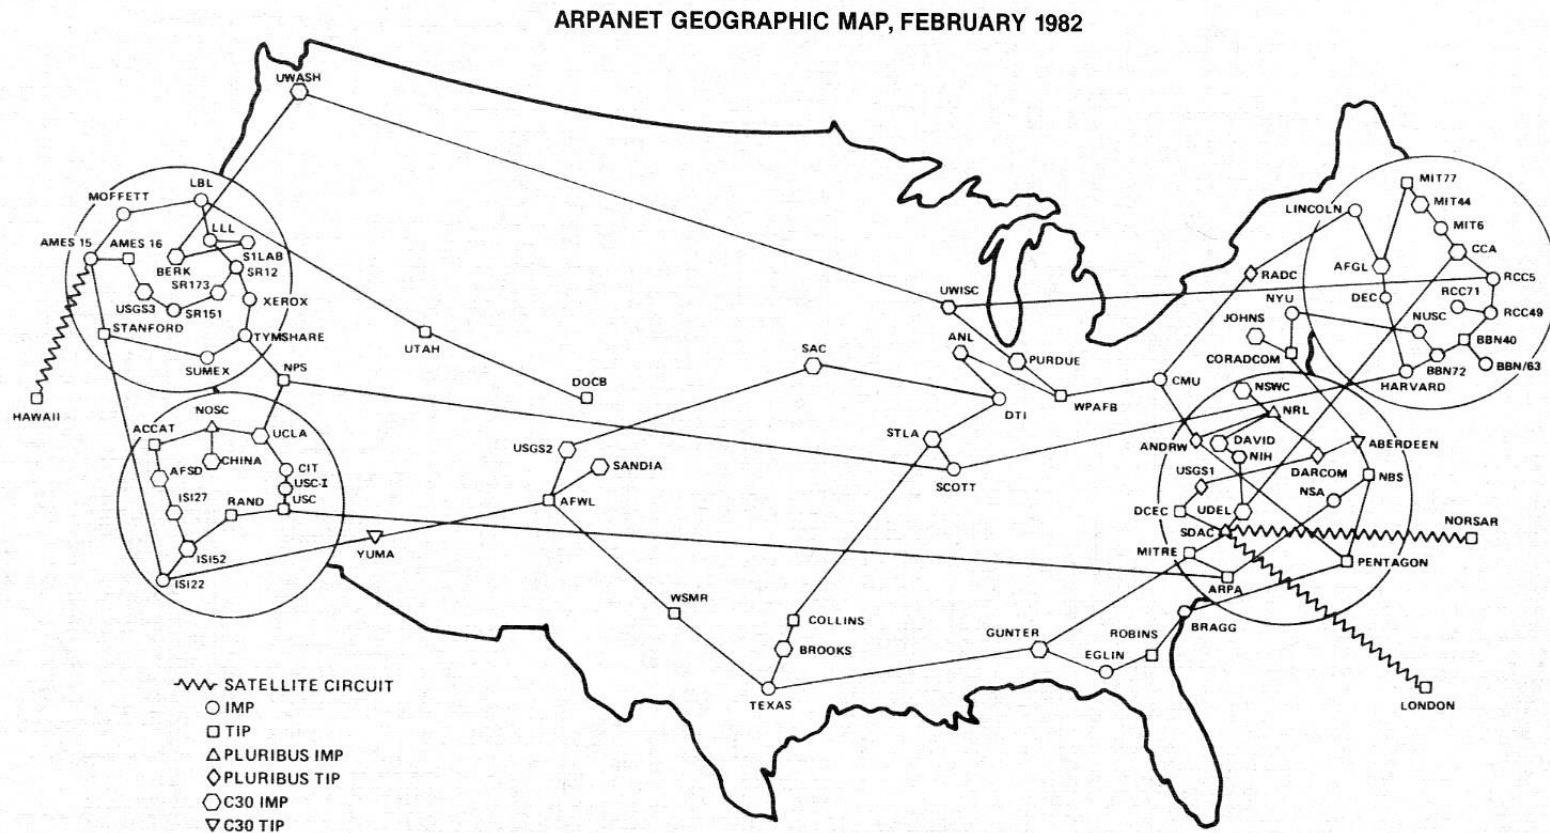 ARPANET GEOGRAPHIC MAP, FEBRUARY 1982
UWASH
MOFFETT
LBL
AMES 15
AMES 16
LLL
BERK
S1LAB
SR12
SR173
USGS3
SR151
XEROX
STANFORD
TYMSHARE
SUMEX
HAWAII
NPS
UTAH
DOCB
NOSC
ACCAT
UCLA
CHINA
AFSD
CIT
USC-I
ISI27
RAND
USC
ISI52
ISI22
YUMA
USGS2
SANDIA
AFWL
WSMR
SAC
STLA
SCOTT
DTI
COLLINS
BROOKS
TEXAS
UWISC
ANL
PURDUE
WPAFB
CMU
LINCOLN
RADC
NYU
JOHNS
CORADCOM
MIT77
MIT44
MIT6
CCA
AFGL
RCC5
DEC
RCC71
RCC49
NUSC
BBN40
BBN72
BBN/63
HARVARD
NSWC
NRL
ANDRW
DAVID
NIH
ABERDEEN
DARCOM
USGS1
NBS
NSA
DCEC
UDEL
SDAC
NORSAR
MITRE
PENTAGON
ARPA
BRAGG
GUNTER
ROBINS
EGLIN
LONDON
SATELLITE CIRCUIT
IMP
TIP
PLURIBUS IMP
PLURIBUS TIP
C30 IMP
C30 TIP